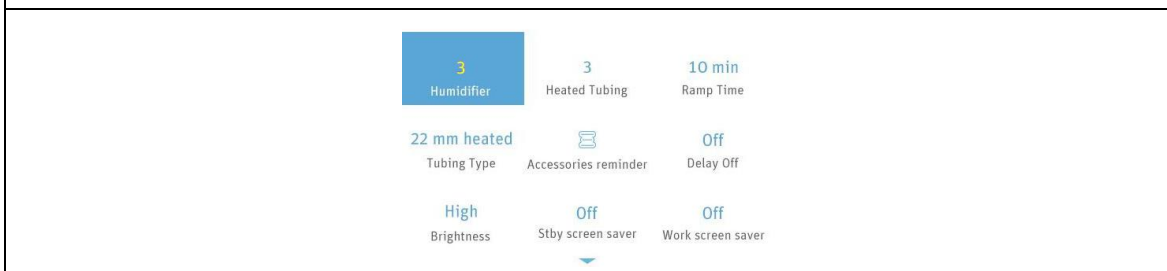 3 3 10 min
Humidifier Heated Tubing Ramp Time
22 mm heated Off
Tubing Type Accessories reminder Delay Off
High Off Off
Brightness Stby screen saver Work screen saver